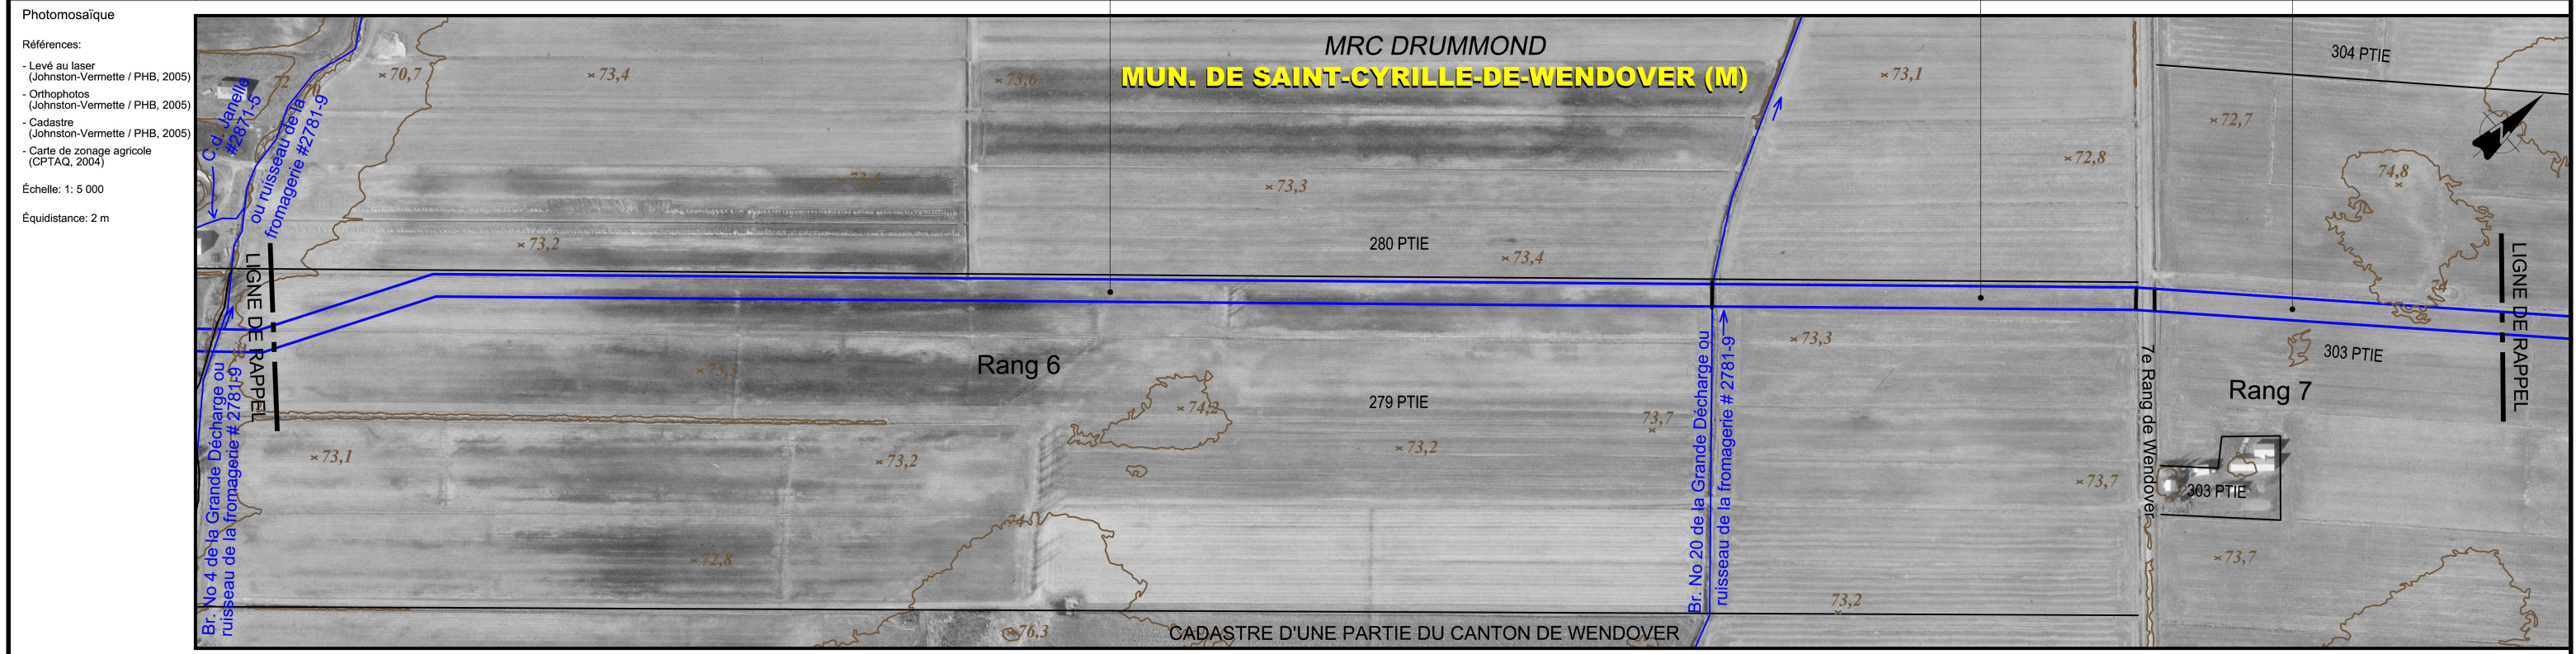 Photomosaïque
Références:
- Levé au laser
(Johnston-Vermette / PHB, 2005)
- Orthophotos
(Johnston-Vermette / PHB, 2005)
- Cadastre
(Johnston-Vermette / PHB, 2005)
- Carte de zonage agricole
(CPTAQ, 2004)
Échelle: 1: 5 000
Équidistance: 2 m
MRC DRUMMOND
MUN. DE SAINT-CYRILLE-DE-WENDOVER (M)
304 PTIE
72
70,7
73,4
73,6
73,1
72,7
72,8
74,8
C.d. Janelle
#2871-5
ou ruisseau de la
fromagerie #2781-9
73,4
73,3
73,2
280 PTIE
73,4
LIGNE DE RAPPEL
LIGNE DE RAPPEL
Rang 6
73,3
303 PTIE
Rang 7
74,2
279 PTIE
73,7
73,2
73,1
73,2
73,7
303 PTIE
7e Rang de Wendover
Br. No 4 de la Grande Décharge ou
ruisseau de la fromagerie # 2781-9
Br. No 20 de la Grande Décharge ou
ruisseau de la fromagerie # 2781-9
74
72,8
73,7
73,2
76,3
CADASTRE D'UNE PARTIE DU CANTON DE WENDOVER